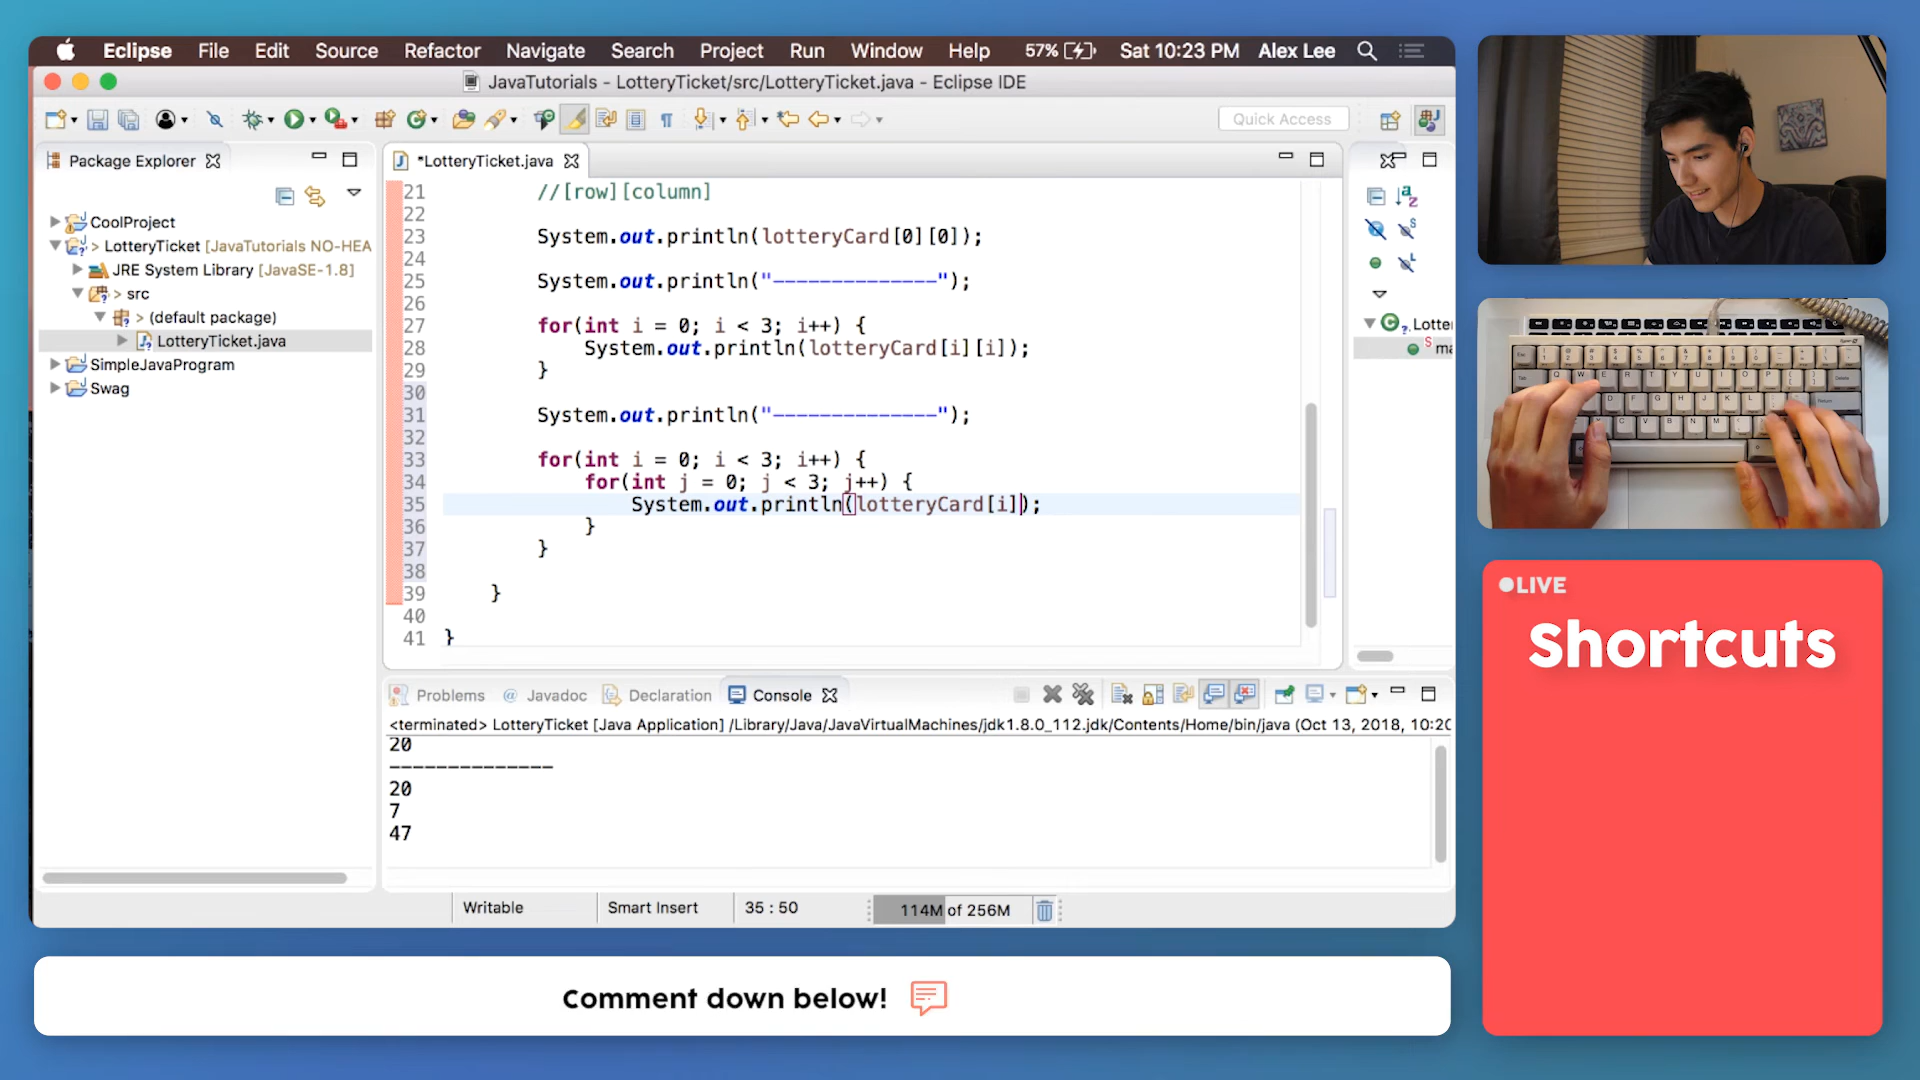 Eclipse File Edit Source Refactor Navigate Search Project Run Window Help 57% Sat 10:23 PM Alex Lee
JavaTutorials – LotteryTicket/src/LotteryTicket.java – Eclipse IDE
Quick Access
Package Explorer
CoolProject
> LotteryTicket [JavaTutorials NO-HEA
JRE System Library [JavaSE-1.8]
> src
> (default package)
LotteryTicket.java
SimpleJavaProgram
Swag
*LotteryTicket.java
21 //[row][column]
22
23 System.out.println(lotteryCard[0][0]);
24
25 System.out.println("--------------");
26
27 for(int i = 0; i < 3; i++) {
28 System.out.println(lotteryCard[i][i]);
29 }
30
31 System.out.println("--------------");
32
33 for(int i = 0; i < 3; i++) {
34 for(int j = 0; j < 3; j++) {
35 System.out.println(lotteryCard[i]);
36 }
37 }
38
39 }
40
41 }
Lotte
ma
Problems @ Javadoc Declaration Console
<terminated> LotteryTicket [Java Application] /Library/Java/JavaVirtualMachines/jdk1.8.0_112.jdk/Contents/Home/bin/java (Oct 13, 2018, 10:20
20
--------------
20
7
47
Writable Smart Insert 35 : 50 114M of 256M
LIVE
Shortcuts
Comment down below!